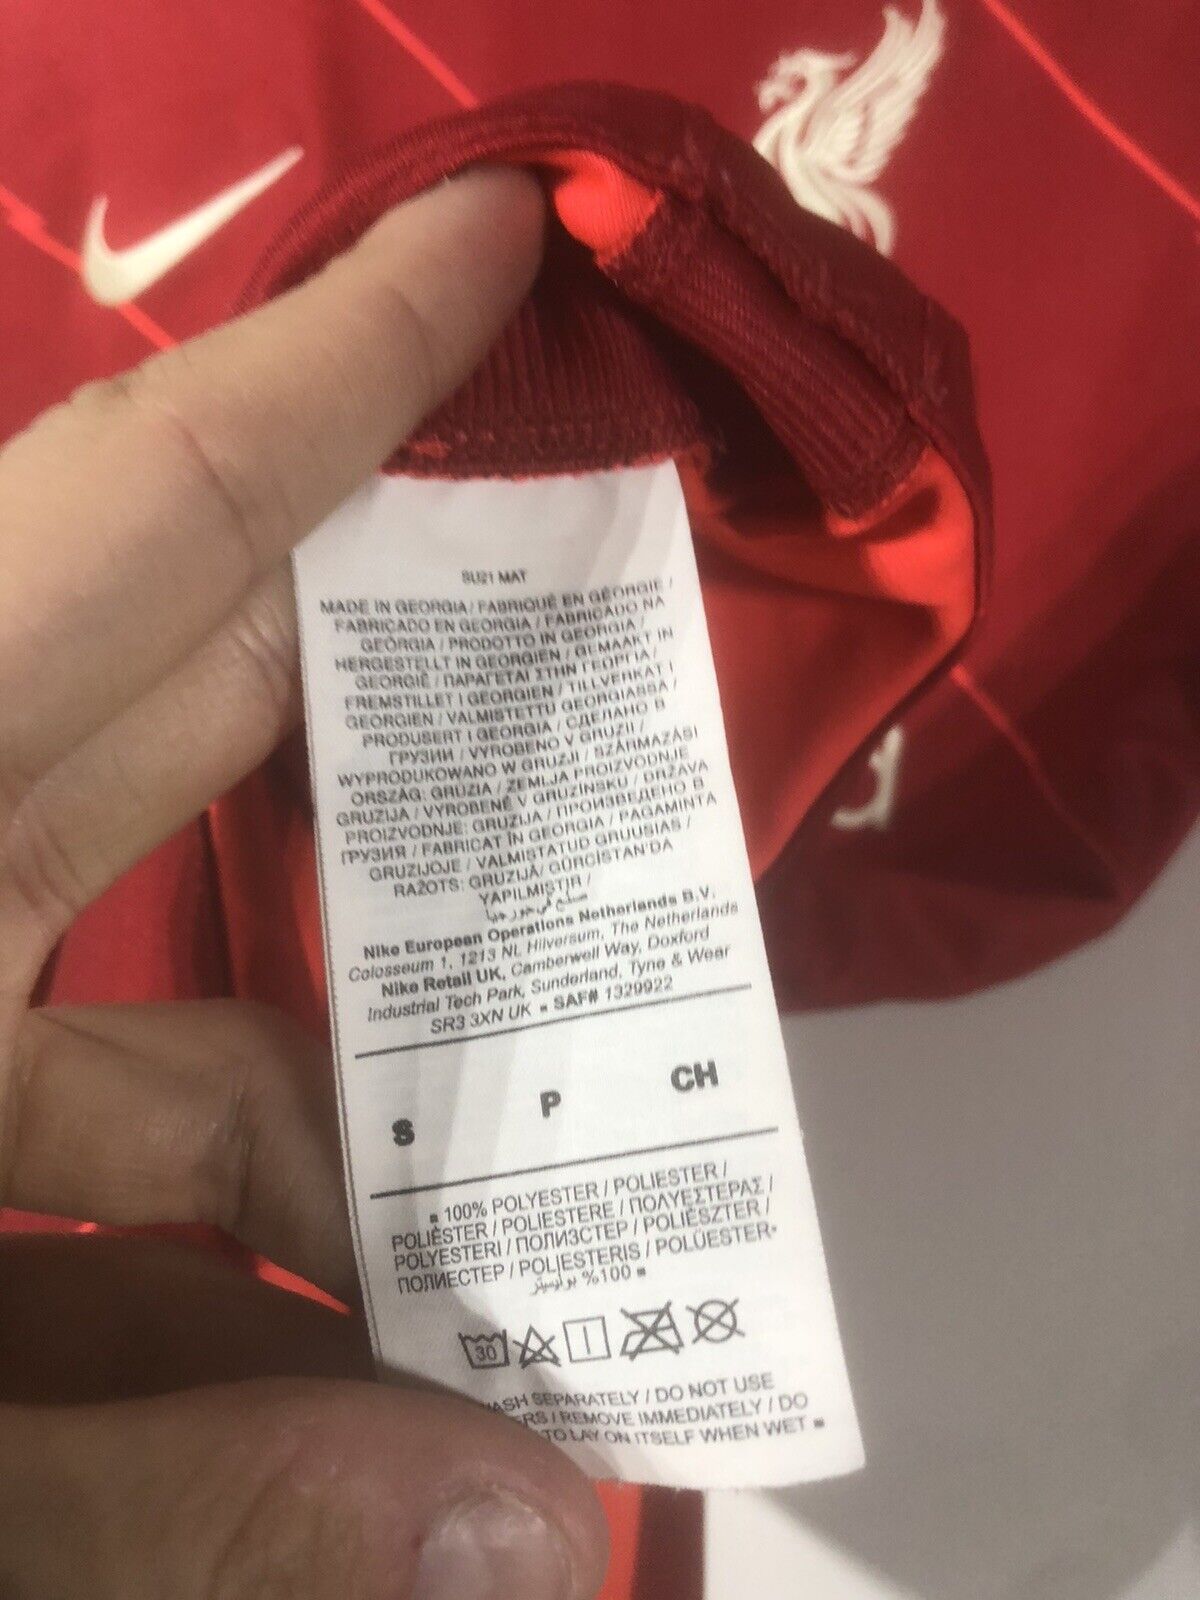 SU21 MAT
MADE IN GEORGIA / FABRIQUÉ EN GÉORGIE /
FABRICADO EN GEORGIA / FABRICADO NA
GEÓRGIA / PRODOTTO IN GEORGIA /
HERGESTELLT IN GEORGIEN / GEMAAKT IN
GEORGIË / ΠΑΡΑΓΕΤΑΙ ΣΤΗΝ ΓΕΩΡΓΙΑ /
FREMSTILLET I GEORGIEN / TILLVERKAT I
GEORGIEN / VALMISTETTU GEORGIASSA /
PRODUSERT I GEORGIA / СДЕЛАНО В
ГРУЗИИ / VYROBENO V GRUZII /
WYPRODUKOWANO W GRUZJI / SZÁRMAZÁSI
ORSZÁG: GRÚZIA / ZEMLJA PROIZVODNJE
GRUZIJA / VYROBENÉ V GRUZÍNSKU / DRŽAVA
PROIZVODNJE: GRUZIJA / ПРОИЗВЕДЕНО В
ГРУЗИЯ / FABRICAT ÎN GEORGIA / PAGAMINTA
GRUZIJOJE / VALMISTATUD GRUUSIAS /
RAŽOTS: GRUZIJĀ/ GÜRCİSTAN'DA
YAPILMIŞTIR /
صنع في جورجيا
Nike European Operations Netherlands B.V.
Colosseum 1, 1213 NL Hilversum, The Netherlands
Nike Retail UK, Camberwell Way, Doxford
Industrial Tech Park, Sunderland, Tyne & Wear
SR3 3XN UK ▪ SAF# 1329922
S P CH
▪ 100% POLYESTER / POLIESTER /
POLIÉSTER / POLIESTERE / ΠΟΛΥΕΣΤΕΡΑΣ /
POLYESTERI / ПОЛИЭСТЕР / POLIÉSZTER /
ПОЛИЕСТЕР / POLIESTERIS / POLÜESTER▪
%100 بوليستر ▪
30
WASH SEPARATELY / DO NOT USE
/ REMOVE IMMEDIATELY / DO
TO LAY ON ITSELF WHEN WET ▪